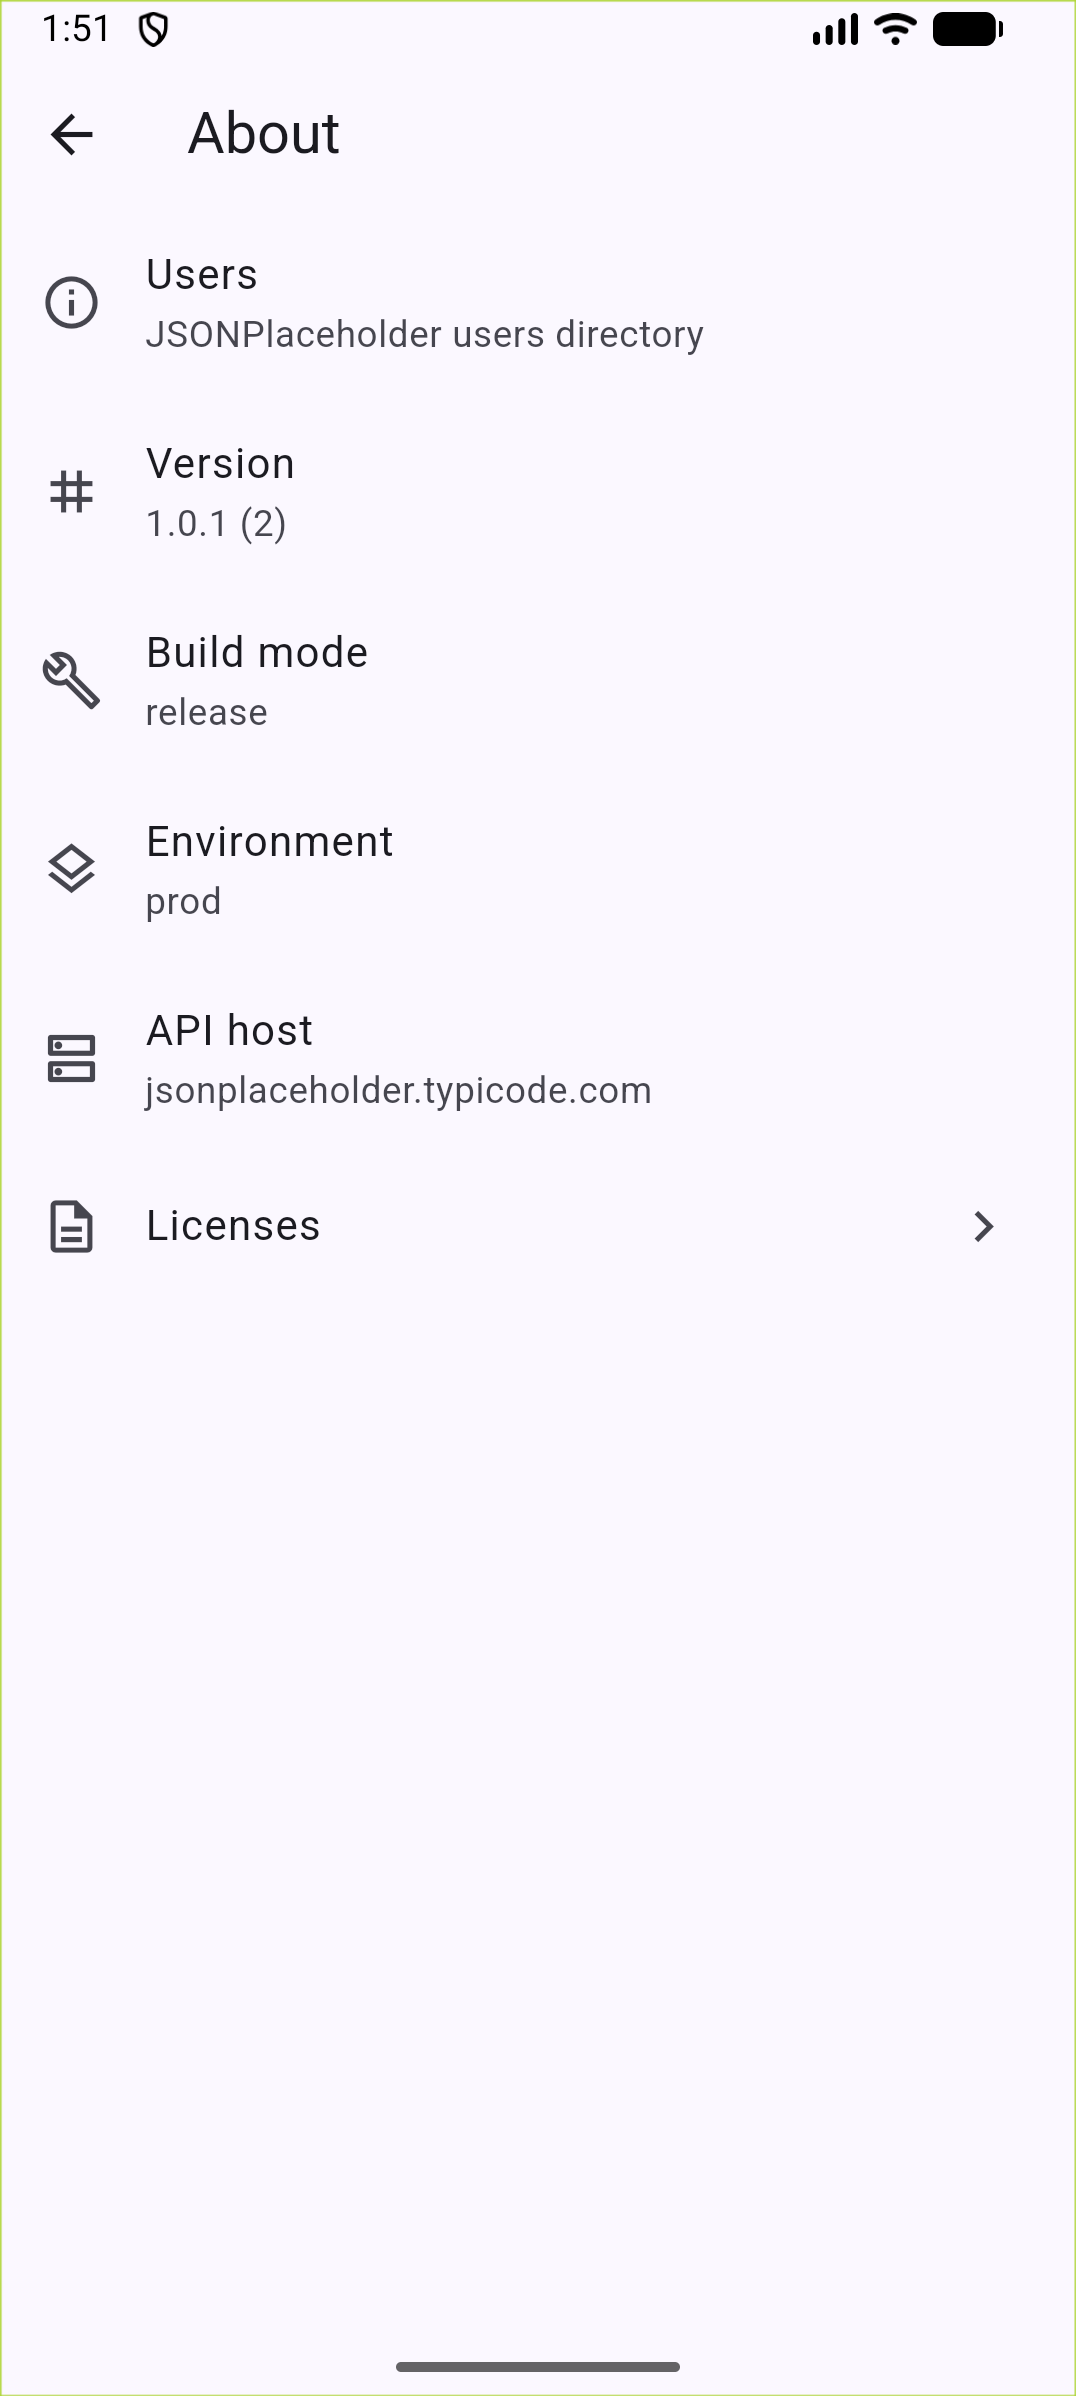 1:51
About
Users
JSONPlaceholder users directory
Version
1.0.1 (2)
Build mode
release
Environment
prod
API host
jsonplaceholder.typicode.com
Licenses